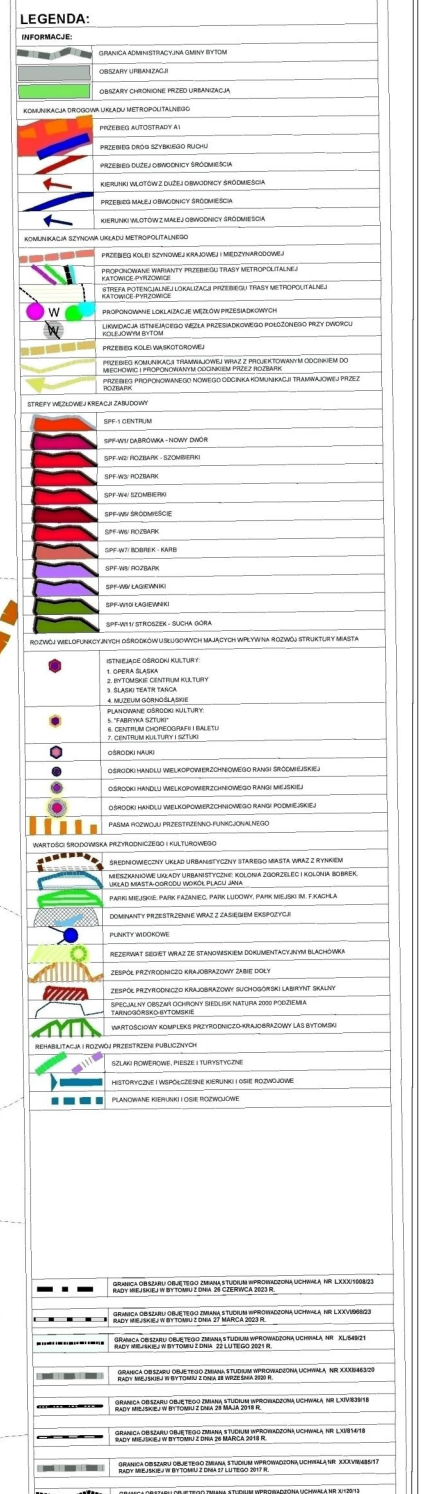 LEGENDA:
INFORMACJE:
GRANICA ADMINISTRACYJNA GMINY BYTOM
OBSZARY URBANIZACJI
OBSZARY CHRONIONE PRZED URBANIZACJĄ
KOMUNIKACJA DROGOWA UKŁADU METROPOLITALNEGO
PRZEBIEG AUTOSTRADY A1
PRZEBIEG DRÓG SZYBKIEGO RUCHU
PRZEBIEG DUŻEJ OBWODNICY ŚRÓDMIEŚCIA
KIERUNKI WLOTÓW Z DUŻEJ OBWODNICY ŚRÓDMIEŚCIA
PRZEBIEG MAŁEJ OBWODNICY ŚRÓDMIEŚCIA
KIERUNKI WLOTÓW Z MAŁEJ OBWODNICY ŚRÓDMIEŚCIA
KOMUNIKACJA SZYNOWA UKŁADU METROPOLITALNEGO
PRZEBIEG KOLEI SZYNOWEJ KRAJOWEJ I MIĘDZYNARODOWEJ
PROPONOWANE WARIANTY PRZEBIEGU TRASY METROPOLITALNEJ
KATOWICE-PYRZOWICE
STREFA POTENCJALNEJ LOKALIZACJI PRZEBIEGU TRASY METROPOLITALNEJ
KATOWICE-PYRZOWICE
W
PROPONOWANE LOKLAIZACJE WĘZŁÓW PRZESIADKOWYCH
W
LIKWIDACJA ISTNIEJĄCEGO WĘZŁA PRZESIADKOWEGO POŁOŻONEGO PRZY DWORCU
KOLEJOWYM BYTOM
PRZEBIEG KOLEI WĄSKOTOROWEJ
PRZEBIEG KOMUNIKACJI TRAMWAJOWEJ WRAZ Z PROJEKTOWANYM ODCINKIEM DO
MIECHOWIC I PROPONOWANYM ODCINKIEM PRZEZ ROZBARK
PRZEBIEG PROPONOWANEGO NOWEGO ODCINKA KOMUNIKACJI TRAMWAJOWEJ PRZEZ
ROZBARK
STREFY WĘZŁOWEJ KREACJI ZABUDOWY
SPF-1 CENTRUM
SPF-W1/ DĄBRÓWKA - NOWY DWÓR
SPF-W2/ ROZBARK - SZOMBIERKI
SPF-W3/ ROZBARK
SPF-W4/ SZOMBIERKI
SPF-W5/ ŚRÓDMIEŚCIE
SPF-W6/ ROZBARK
SPF-W7/ BOBREK - KARB
SPF-W8/ ROZBARK
SPF-W9/ ŁAGIEWNIKI
SPF-W10/ ŁAGIEWNIKI
SPF-W11/ STROSZEK - SUCHA GÓRA
ROZWÓJ WIELOFUNKCYJNYCH OŚRODKÓW USŁUGOWYCH MAJĄCYCH WPŁYW NA ROZWÓJ STRUKTURY MIASTA
ISTNIEJĄCE OŚRODKI KULTURY:
1. OPERA ŚLĄSKA
2. BYTOMSKIE CENTRUM KULTURY
3. ŚLĄSKI TEATR TAŃCA
4. MUZEUM GÓRNOŚLĄSKIE
PLANOWANE OŚRODKI KULTURY:
5. "FABRYKA SZTUKI"
6. CENTRUM CHOREOGRAFII I BALETU
7. CENTRUM KULTURY I SZTUKI
OŚRODKI NAUKI
OŚRODKI HANDLU WIELKOPOWIERZCHNIOWEGO RANGI ŚRÓDMIEJSKIEJ
OŚRODKI HANDLU WIELKOPOWIERZCHNIOWEGO RANGI MIEJSKIEJ
OŚRODKI HANDLU WIELKOPOWIERZCHNIOWEGO RANGI PODMIEJSKIEJ
PASMA ROZWOJU PRZESTRZENNO-FUNKCJONALNEGO
WARTOŚCI ŚRODOWISKA PRZYRODNICZEGO I KULTUROWEGO
ŚREDNIOWIECZNY UKŁAD URBANISTYCZNY STAREGO MIASTA WRAZ Z RYNKIEM
MIESZKANIOWE UKŁADY URBANISTYCZNE: KOLONIA ZGORZELEC I KOLONIA BOBREK,
UKŁAD MIASTA-OGRODU WOKÓŁ PLACU JANA
PARKI MIEJSKIE: PARK FAZANIEC, PARK LUDOWY, PARK MIEJSKI IM. F.KACHLA
DOMINANTY PRZESTRZENNE WRAZ Z ZASIĘGIEM EKSPOZYCJI
PUNKTY WIDOKOWE
REZERWAT SEGIET WRAZ ZE STANOWISKIEM DOKUMENTACYJNYM BLACHÓWKA
ZESPÓŁ PRZYRODNICZO KRAJOBRAZOWY ŻABIE DOŁY
ZESPÓŁ PRZYRODNICZO KRAJOBRAZOWY SUCHOGÓRSKI LABIRYNT SKALNY
SPECJALNY OBSZAR OCHRONY SIEDLISK NATURA 2000 PODZIEMIA
TARNOGÓRSKO-BYTOMSKIE
WARTOŚCIOWY KOMPLEKS PRZYRODNICZO-KRAJOBRAZOWY LAS BYTOMSKI
REHABILITACJA I ROZWÓJ PRZESTRZENI PUBLICZNYCH
SZLAKI ROWEROWE, PIESZE I TURYSTYCZNE
HISTORYCZNE I WSPÓŁCZESNE KIERUNKI I OSIE ROZWOJOWE
PLANOWANE KIERUNKI I OSIE ROZWOJOWE
GRANICA OBSZARU OBJĘTEGO ZMIANĄ STUDIUM WPROWADZONĄ UCHWAŁĄ NR LXXX/1008/23
RADY MIEJSKIEJ W BYTOMIU Z DNIA 26 CZERWCA 2023 R.
GRANICA OBSZARU OBJĘTEGO ZMIANĄ STUDIUM WPROWADZONĄ UCHWAŁĄ NR LXXVI/968/23
RADY MIEJSKIEJ W BYTOMIU Z DNIA 27 MARCA 2023 R.
GRANICA OBSZARU OBJĘTEGO ZMIANĄ STUDIUM WPROWADZONĄ UCHWAŁĄ NR XL/549/21
RADY MIEJSKIEJ W BYTOMIU Z DNIA 22 LUTEGO 2021 R.
GRANICA OBSZARU OBJĘTEGO ZMIANĄ STUDIUM WPROWADZONĄ UCHWAŁĄ NR XXXII/463/20
RADY MIEJSKIEJ W BYTOMIU Z DNIA 28 WRZEŚNIA 2020 R.
GRANICA OBSZARU OBJĘTEGO ZMIANĄ STUDIUM WPROWADZONĄ UCHWAŁĄ NR LXIV/839/18
RADY MIEJSKIEJ W BYTOMIU Z DNIA 28 MAJA 2018 R.
GRANICA OBSZARU OBJĘTEGO ZMIANĄ STUDIUM WPROWADZONĄ UCHWAŁĄ NR LXI/814/18
RADY MIEJSKIEJ W BYTOMIU Z DNIA 26 MARCA 2018 R.
GRANICA OBSZARU OBJĘTEGO ZMIANĄ STUDIUM WPROWADZONĄ UCHWAŁĄ NR XXXVIII/485/17
RADY MIEJSKIEJ W BYTOMIU Z DNIA 27 LUTEGO 2017 R.
GRANICA OBSZARU OBJĘTEGO ZMIANĄ STUDIUM WPROWADZONĄ UCHWAŁĄ NR X/120/13